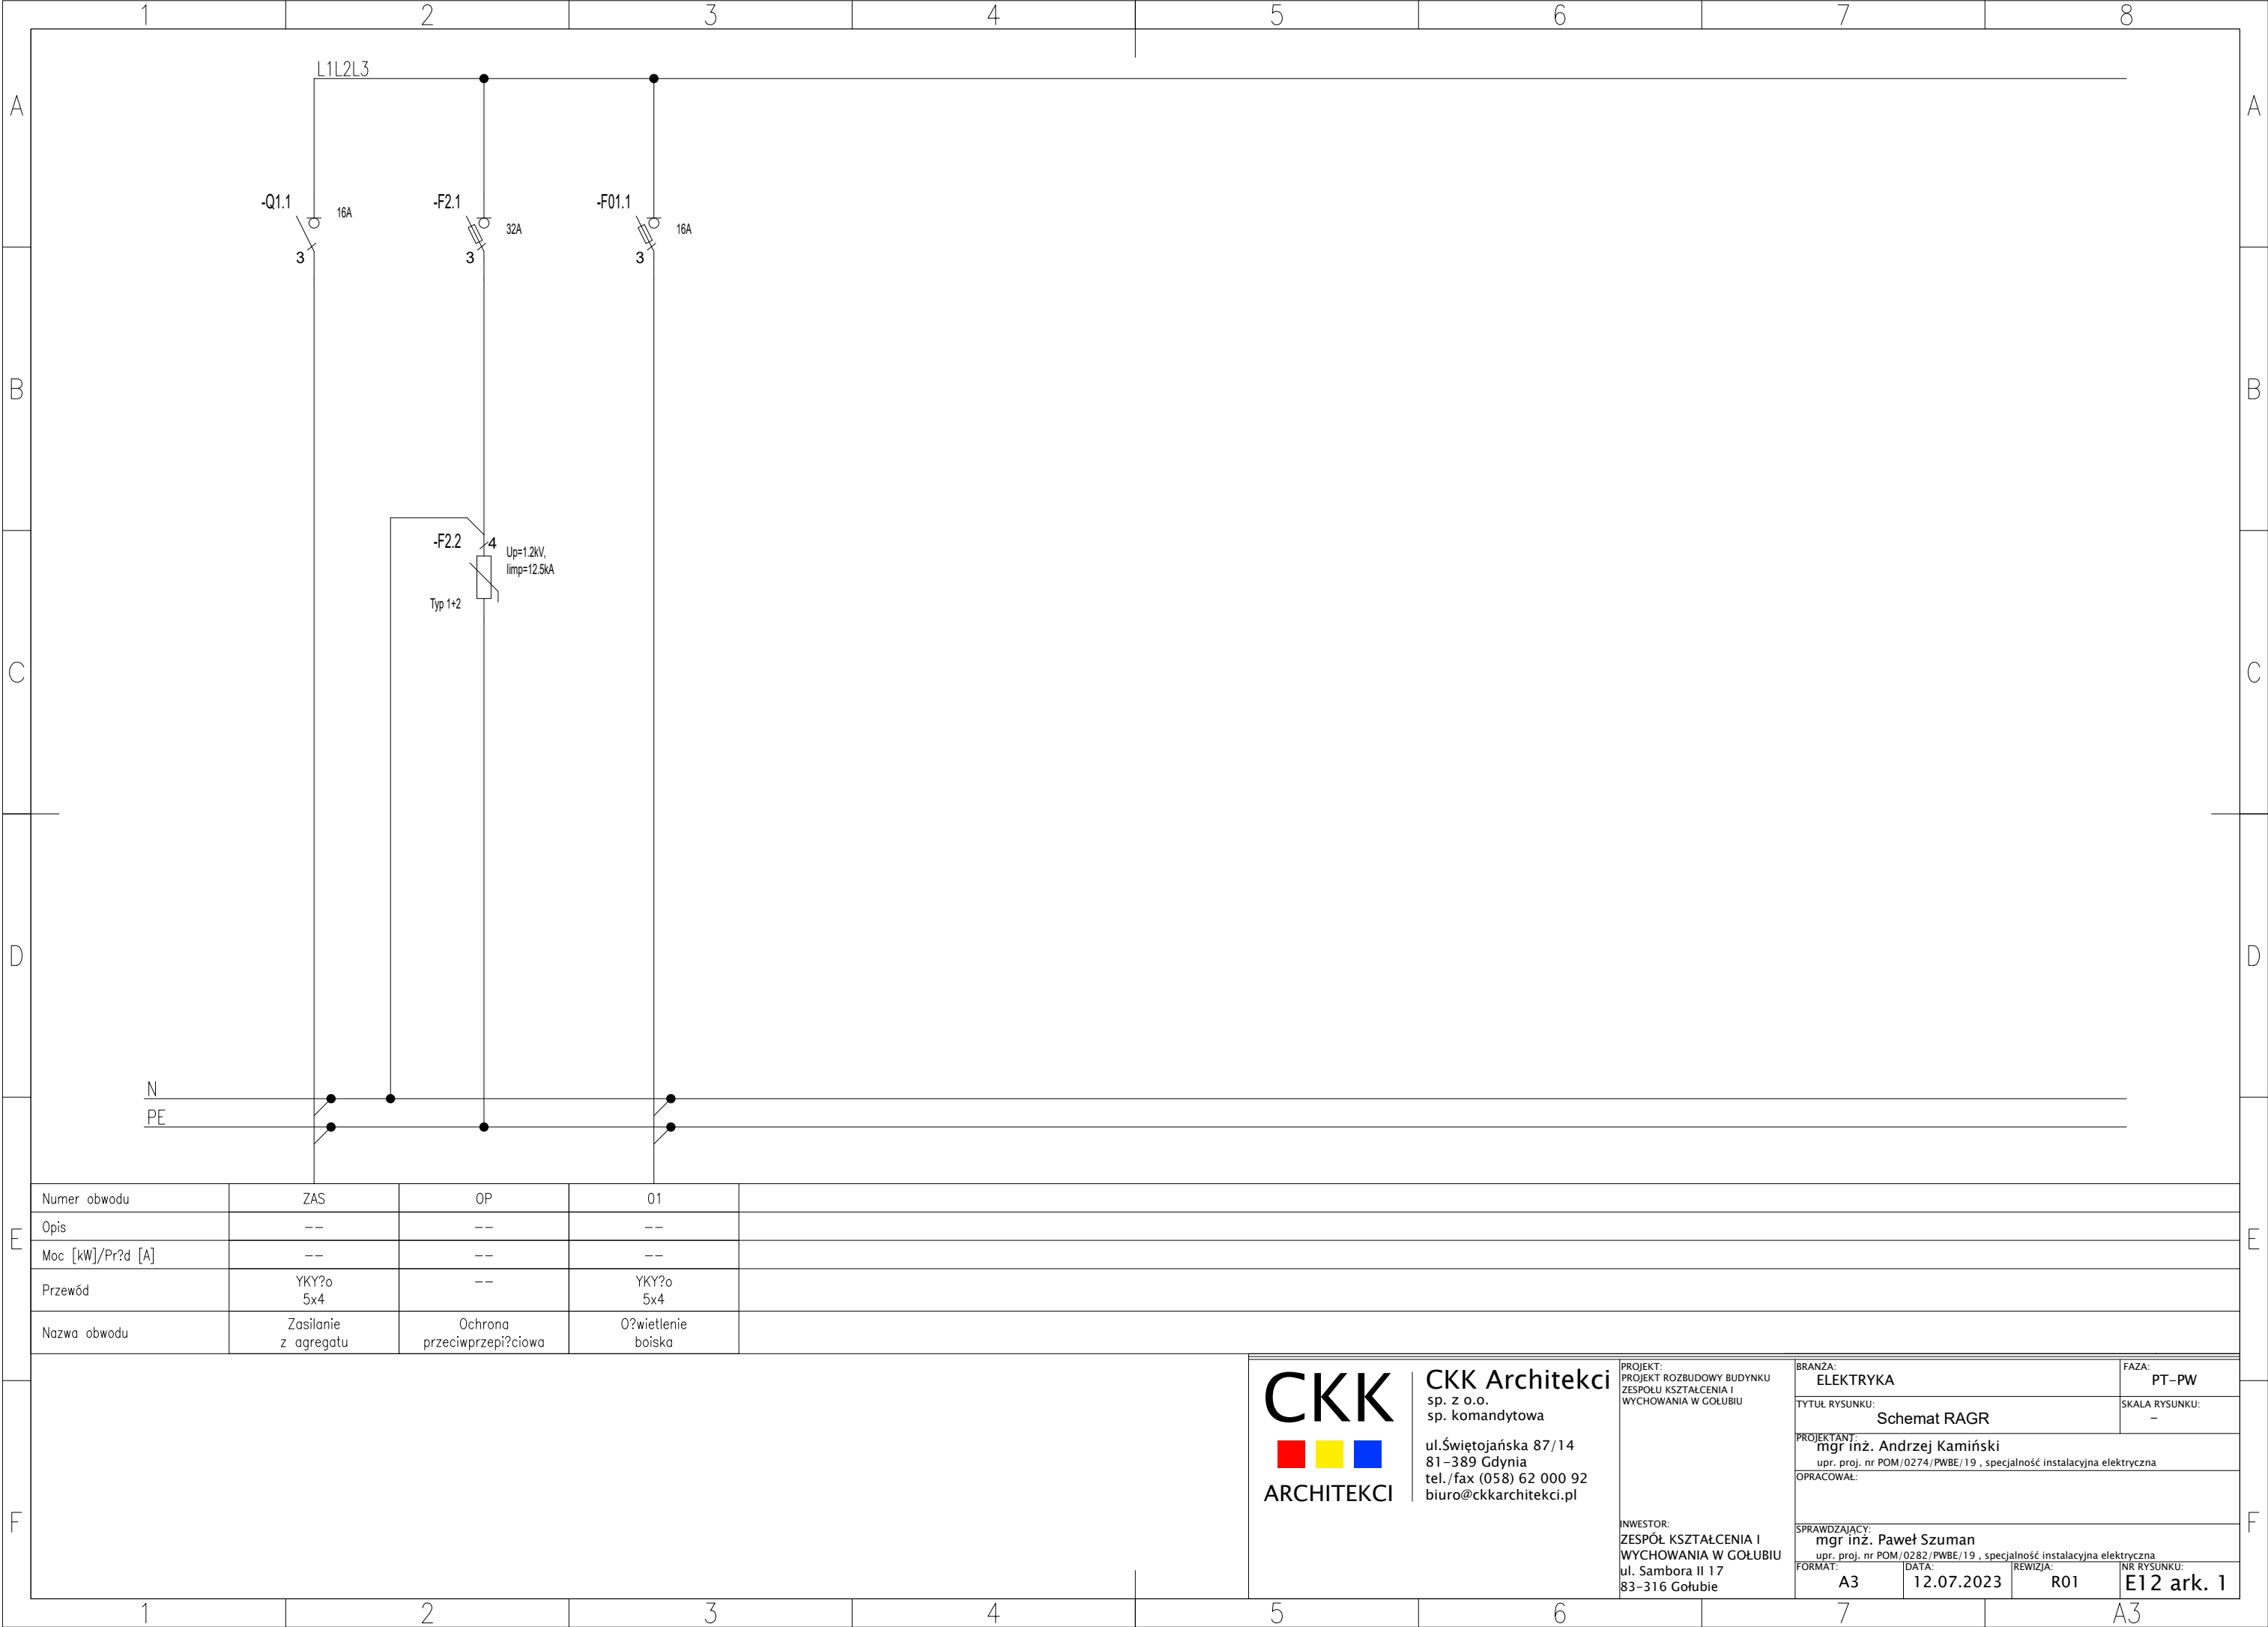 1 2 3 4 5 6 7 8
A A
L1L2L3
-Q1.1 16A
3
-F2.1 32A
3
-F01.1 16A
3
B B
-F2.2 4
Up=1.2kV,
Iimp=12.5kA
Typ 1+2
C C
D D
N
PE
Numer obwodu ZAS OP 01
Opis -- -- --
Moc [kW]/Pr?d [A] -- -- --
Przewód YKY?o 5x4 -- YKY?o 5x4
Nazwa obwodu Zasilanie z agregatu Ochrona przeciwprzepi?ciowa O?wietlenie boiska
E E
CKK
ARCHITEKCI
CKK Architekci
sp. z o.o.
sp. komandytowa
ul.Świętojańska 87/14
81-389 Gdynia
tel./fax (058) 62 000 92
biuro@ckkarchitekci.pl
PROJEKT:
PROJEKT ROZBUDOWY BUDYNKU
ZESPOŁU KSZTAŁCENIA I
WYCHOWANIA W GOŁUBIU
INWESTOR:
ZESPÓŁ KSZTAŁCENIA I
WYCHOWANIA W GOŁUBIU
ul. Sambora II 17
83-316 Gołubie
BRANŻA:
ELEKTRYKA
FAZA:
PT-PW
TYTUŁ RYSUNKU:
Schemat RAGR
SKALA RYSUNKU:
-
PROJEKTANT:
mgr inż. Andrzej Kamiński
upr. proj. nr POM/0274/PWBE/19 , specjalność instalacyjna elektryczna
OPRACOWAŁ:
SPRAWDZAJĄCY:
mgr inż. Paweł Szuman
upr. proj. nr POM/0282/PWBE/19 , specjalność instalacyjna elektryczna
FORMAT:
A3
DATA:
12.07.2023
REWIZJA:
R01
NR RYSUNKU:
E12 ark. 1
F F
1 2 3 4 5 6 7 A3